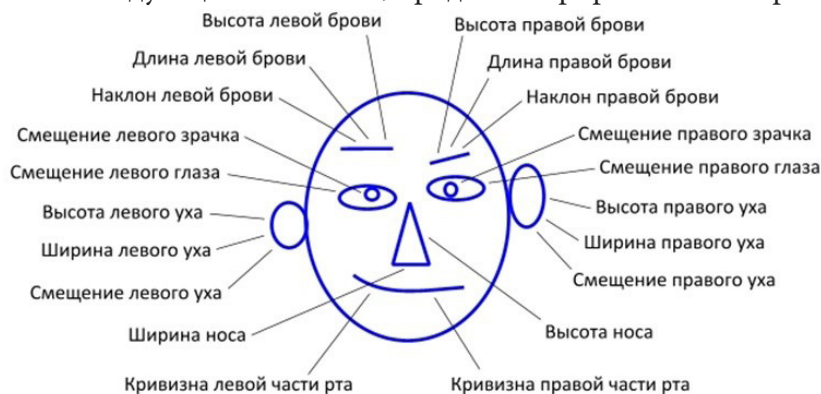 Высота левой брови
Высота правой брови
Длина левой брови
Длина правой брови
Наклон левой брови
Наклон правой брови
Смещение левого зрачка
Смещение правого зрачка
Смещение левого глаза
Смещение правого глаза
Высота левого уха
Высота правого уха
Ширина левого уха
Ширина правого уха
Смещение левого уха
Смещение правого уха
Ширина носа
Высота носа
Кривизна левой части рта
Кривизна правой части рта